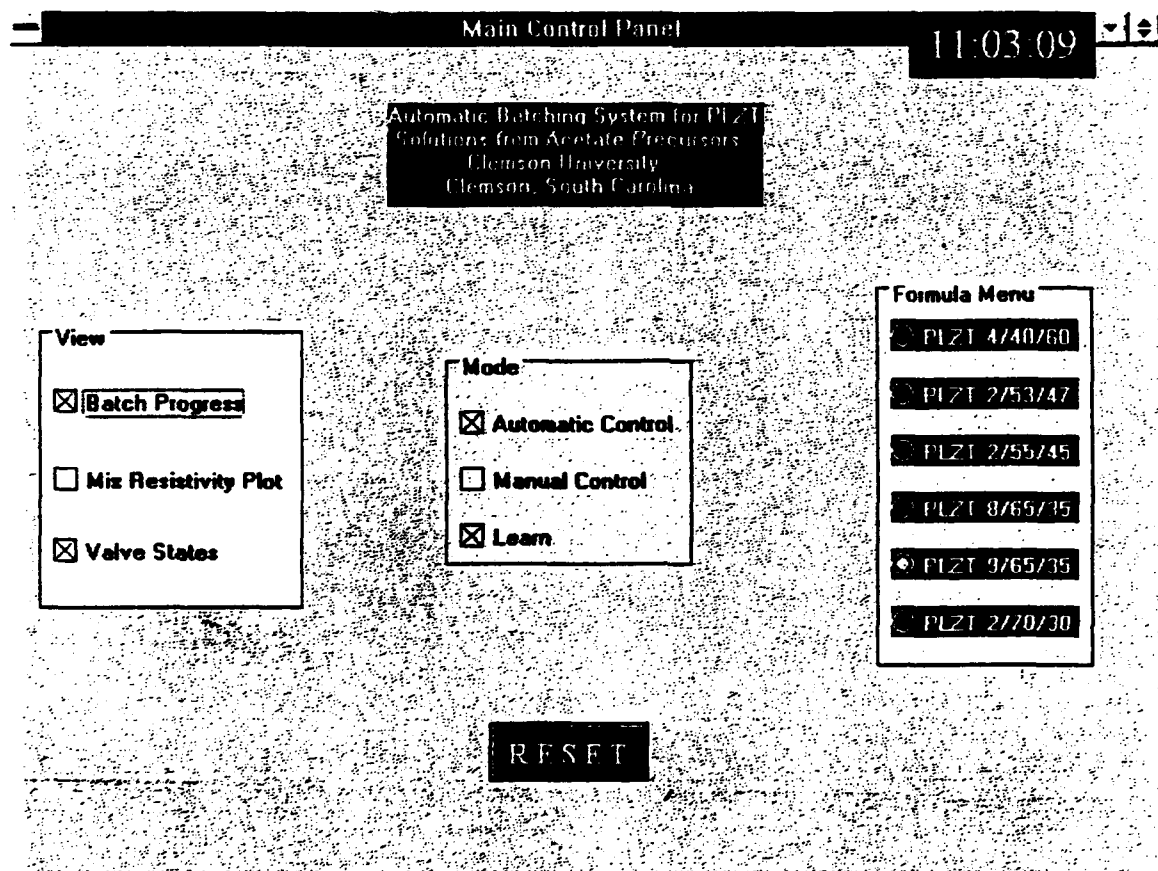 Main Control Panel
11:03:09
Automatic Batching System for PLZT
Solutions from Acetate Precursors
Clemson University
Clemson, South Carolina
View
Batch Progress
Mix Resistivity Plot
Valve States
Mode
Automatic Control
Manual Control
Learn
Formula Menu
PLZT 4/40/60
PLZT 2/53/47
PLZT 2/55/45
PLZT 8/65/35
PLZT 9/65/35
PLZT 2/70/30
RESET